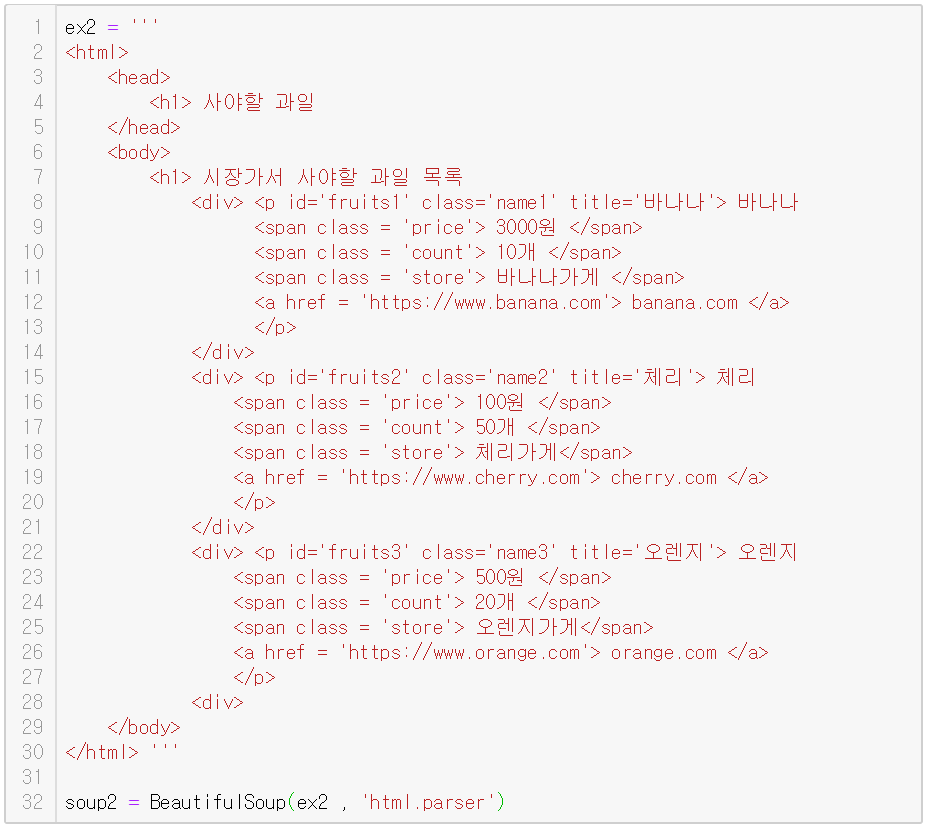 1 ex2 = '''
2 <html>
3     <head>
4         <h1> 사야할 과일
5     </head>
6     <body>
7         <h1> 시장가서 사야할 과일 목록
8             <div> <p id='fruits1' class='name1' title='바나나'> 바나나
9                   <span class = 'price'> 3000원 </span>
10                   <span class = 'count'> 10개 </span>
11                   <span class = 'store'> 바나나가게 </span>
12                   <a href = 'https://www.banana.com'> banana.com </a>
13                   </p>
14             </div>
15             <div> <p id='fruits2' class='name2' title='체리'> 체리
16                 <span class = 'price'> 100원 </span>
17                 <span class = 'count'> 50개 </span>
18                 <span class = 'store'> 체리가게</span>
19                 <a href = 'https://www.cherry.com'> cherry.com </a>
20                 </p>
21             </div>
22             <div> <p id='fruits3' class='name3' title='오렌지'> 오렌지
23                 <span class = 'price'> 500원 </span>
24                 <span class = 'count'> 20개 </span>
25                 <span class = 'store'> 오렌지가게</span>
26                 <a href = 'https://www.orange.com'> orange.com </a>
27                 </p>
28             <div>
29     </body>
30 </html> '''
31
32 soup2 = BeautifulSoup(ex2 , 'html.parser')